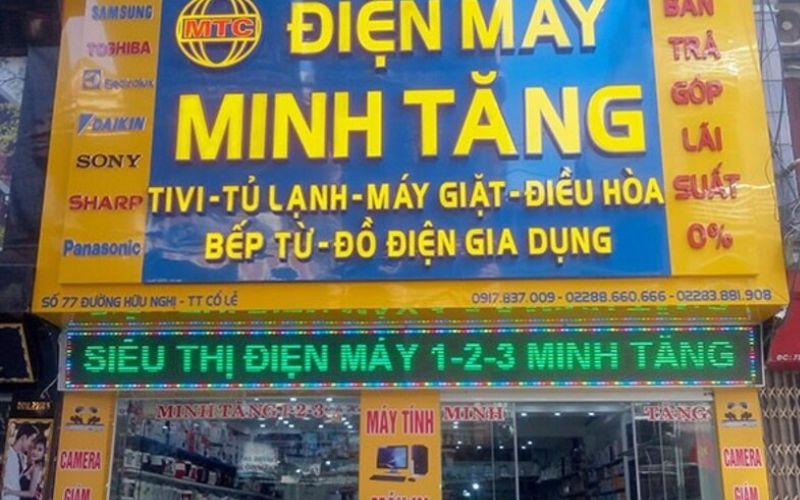 SAMSUNG
TOSHIBA
Electrolux
DAIKIN
SONY
SHARP
Panasonic
MTC
ĐIỆN MÁY
MINH TĂNG
TIVI-TỦ LẠNH-MÁY GIẶT-ĐIỀU HÒA
BẾP TỪ-ĐỒ ĐIỆN GIA DỤNG
BÁN
TRẢ
GÓP
LÃI
SUẤT
0%
SỐ 77 ĐƯỜNG HỮU NGHỊ - TT CỔ LỄ
0917.837.009 - 02288.660.666 - 02283.881.908
SIÊU THỊ ĐIỆN MÁY 1-2-3 MINH TĂNG
MINH TĂNG 1-2-3
MÁY TÍNH
MINH TĂNG
CAMERA
GIÁM
CAMERA
GIÁM